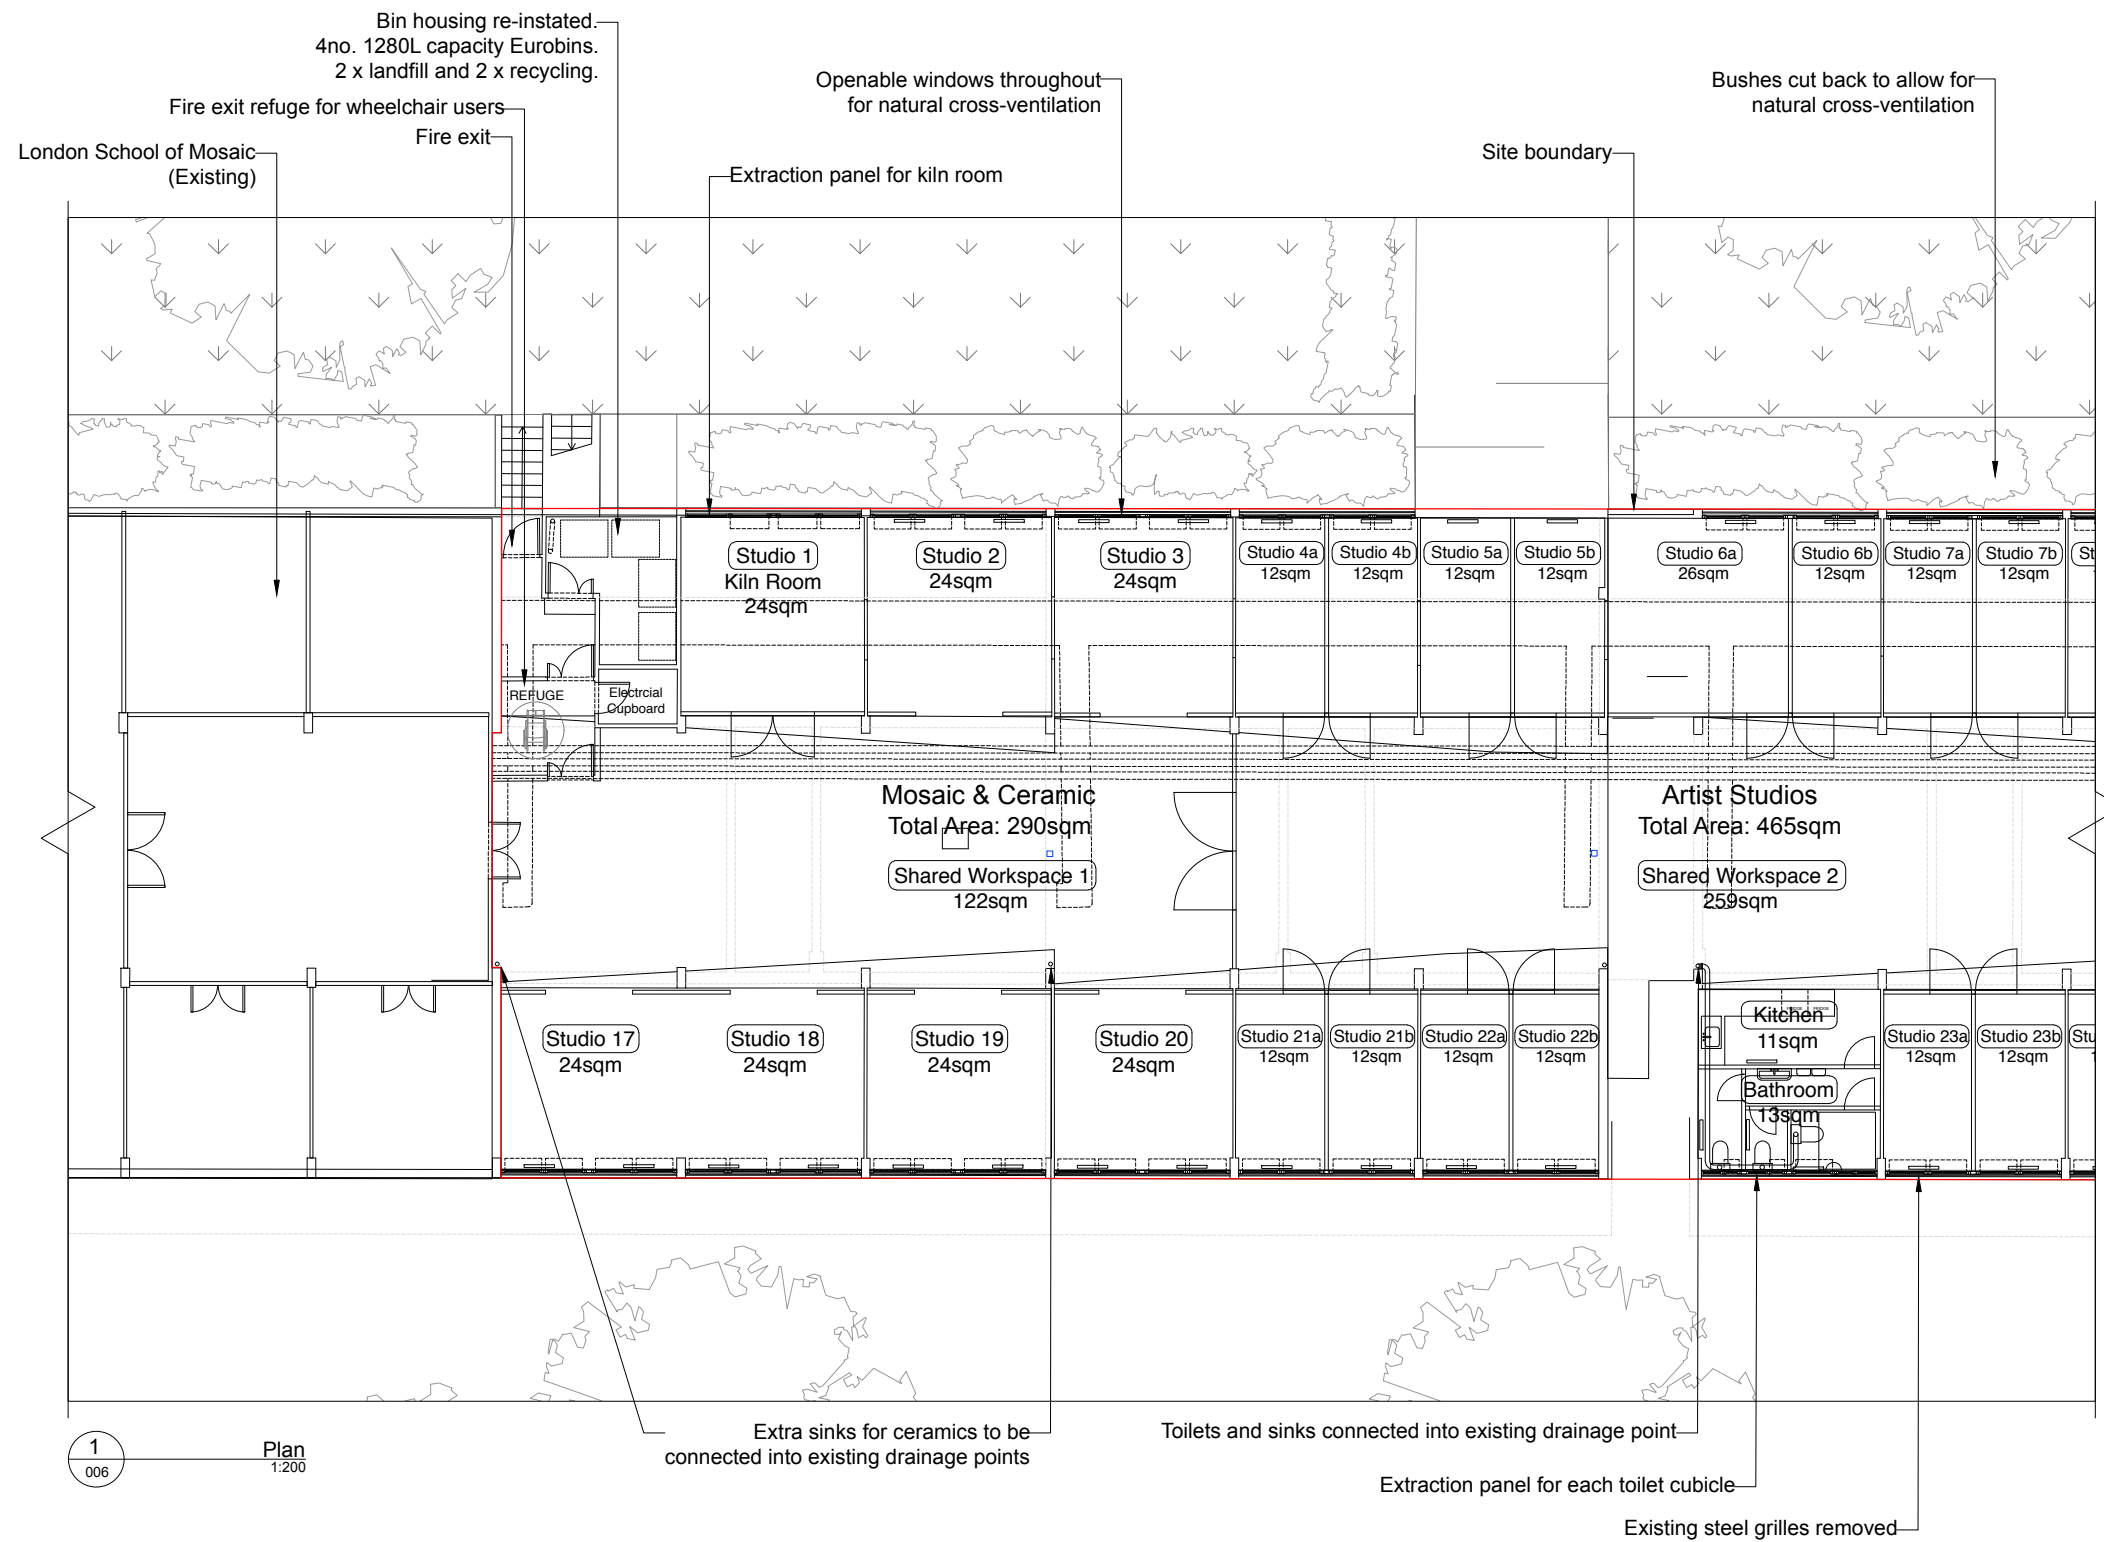 Bin housing re-instated.
4no. 1280L capacity Eurobins.
2 x landfill and 2 x recycling.
Fire exit refuge for wheelchair users
Fire exit
London School of Mosaic
(Existing)
Openable windows throughout
for natural cross-ventilation
Extraction panel for kiln room
Bushes cut back to allow for
natural cross-ventilation
Site boundary
Studio 1
Kiln Room
24sqm
Studio 2
24sqm
Studio 3
24sqm
Studio 4a
12sqm
Studio 4b
12sqm
Studio 5a
12sqm
Studio 5b
12sqm
Studio 6a
26sqm
Studio 6b
12sqm
Studio 7a
12sqm
Studio 7b
12sqm
St
REFUGE
Electrcial
Cupboard
Mosaic & Ceramic
Total Area: 290sqm
Shared Workspace 1
122sqm
Artist Studios
Total Area: 465sqm
Shared Workspace 2
259sqm
Studio 17
24sqm
Studio 18
24sqm
Studio 19
24sqm
Studio 20
24sqm
Studio 21a
12sqm
Studio 21b
12sqm
Studio 22a
12sqm
Studio 22b
12sqm
Kitchen
11sqm
Bathroom
13sqm
Studio 23a
12sqm
Studio 23b
12sqm
Stu
1
006
Plan
1:200
Extra sinks for ceramics to be
connected into existing drainage points
Toilets and sinks connected into existing drainage point
Extraction panel for each toilet cubicle
Existing steel grilles removed